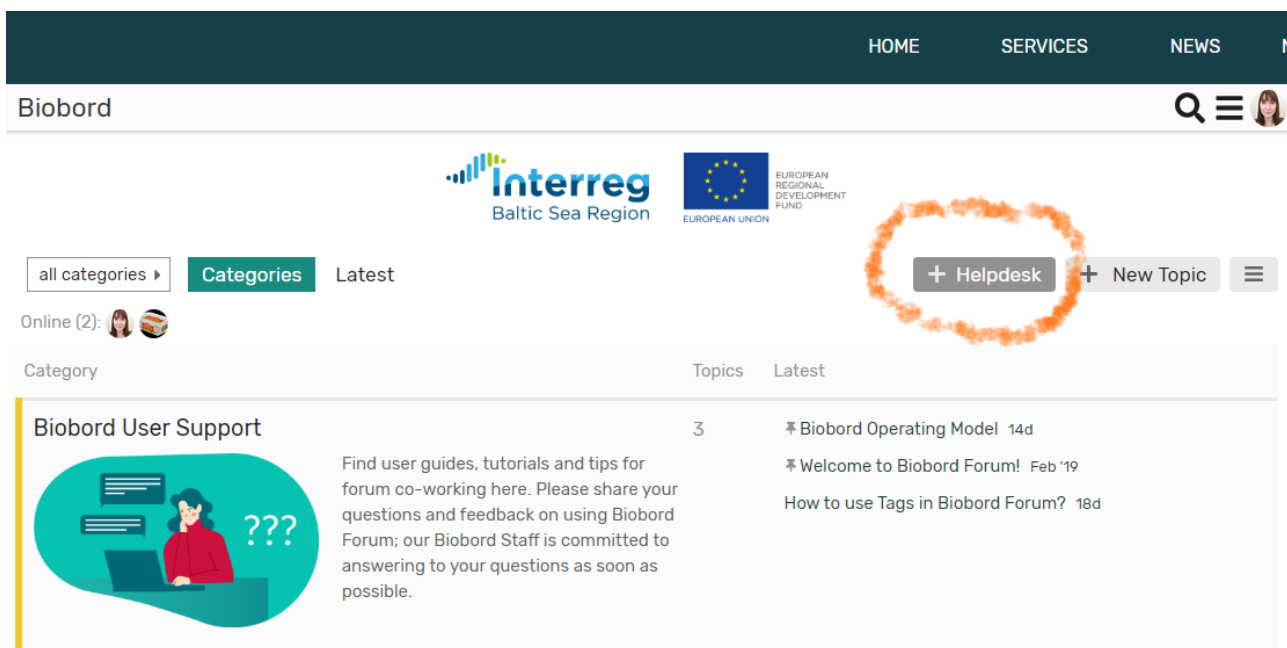 HOME SERVICES NEWS
Biobord
Interreg
Baltic Sea Region
EUROPEAN UNION
EUROPEAN
REGIONAL
DEVELOPMENT
FUND
all categories Categories Latest + Helpdesk + New Topic
Online (2):
Category Topics Latest
Biobord User Support
???
Find user guides, tutorials and tips for
forum co-working here. Please share your
questions and feedback on using Biobord
Forum; our Biobord Staff is committed to
answering to your questions as soon as
possible.
3
Biobord Operating Model 14d
Welcome to Biobord Forum! Feb '19
How to use Tags in Biobord Forum? 18d